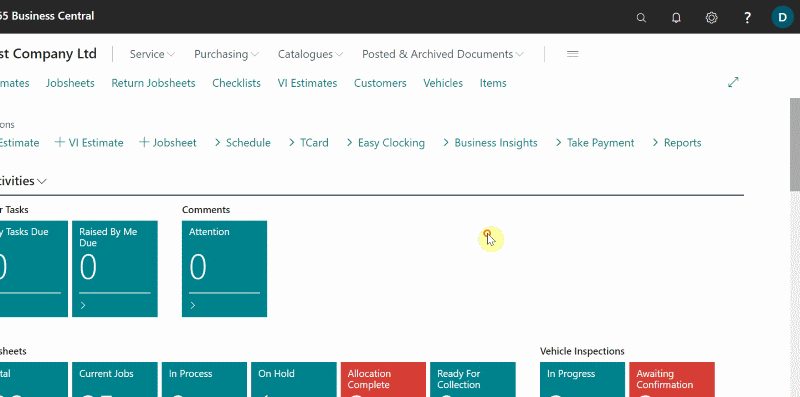 65 Business Central
?
D
st Company Ltd
Service
Purchasing
Catalogues
Posted & Archived Documents
mates
Jobsheets
Return Jobsheets
Checklists
VI Estimates
Customers
Vehicles
Items
ons
Estimate
VI Estimate
Jobsheet
Schedule
TCard
Easy Clocking
Business Insights
Take Payment
Reports
tivities
r Tasks
Comments
y Tasks Due
0
Raised By Me
Due
0
Attention
0
sheets
Vehicle Inspections
tal
Current Jobs
In Process
On Hold
Allocation
Complete
Ready For
Collection
In Progress
Awaiting
Confirmation